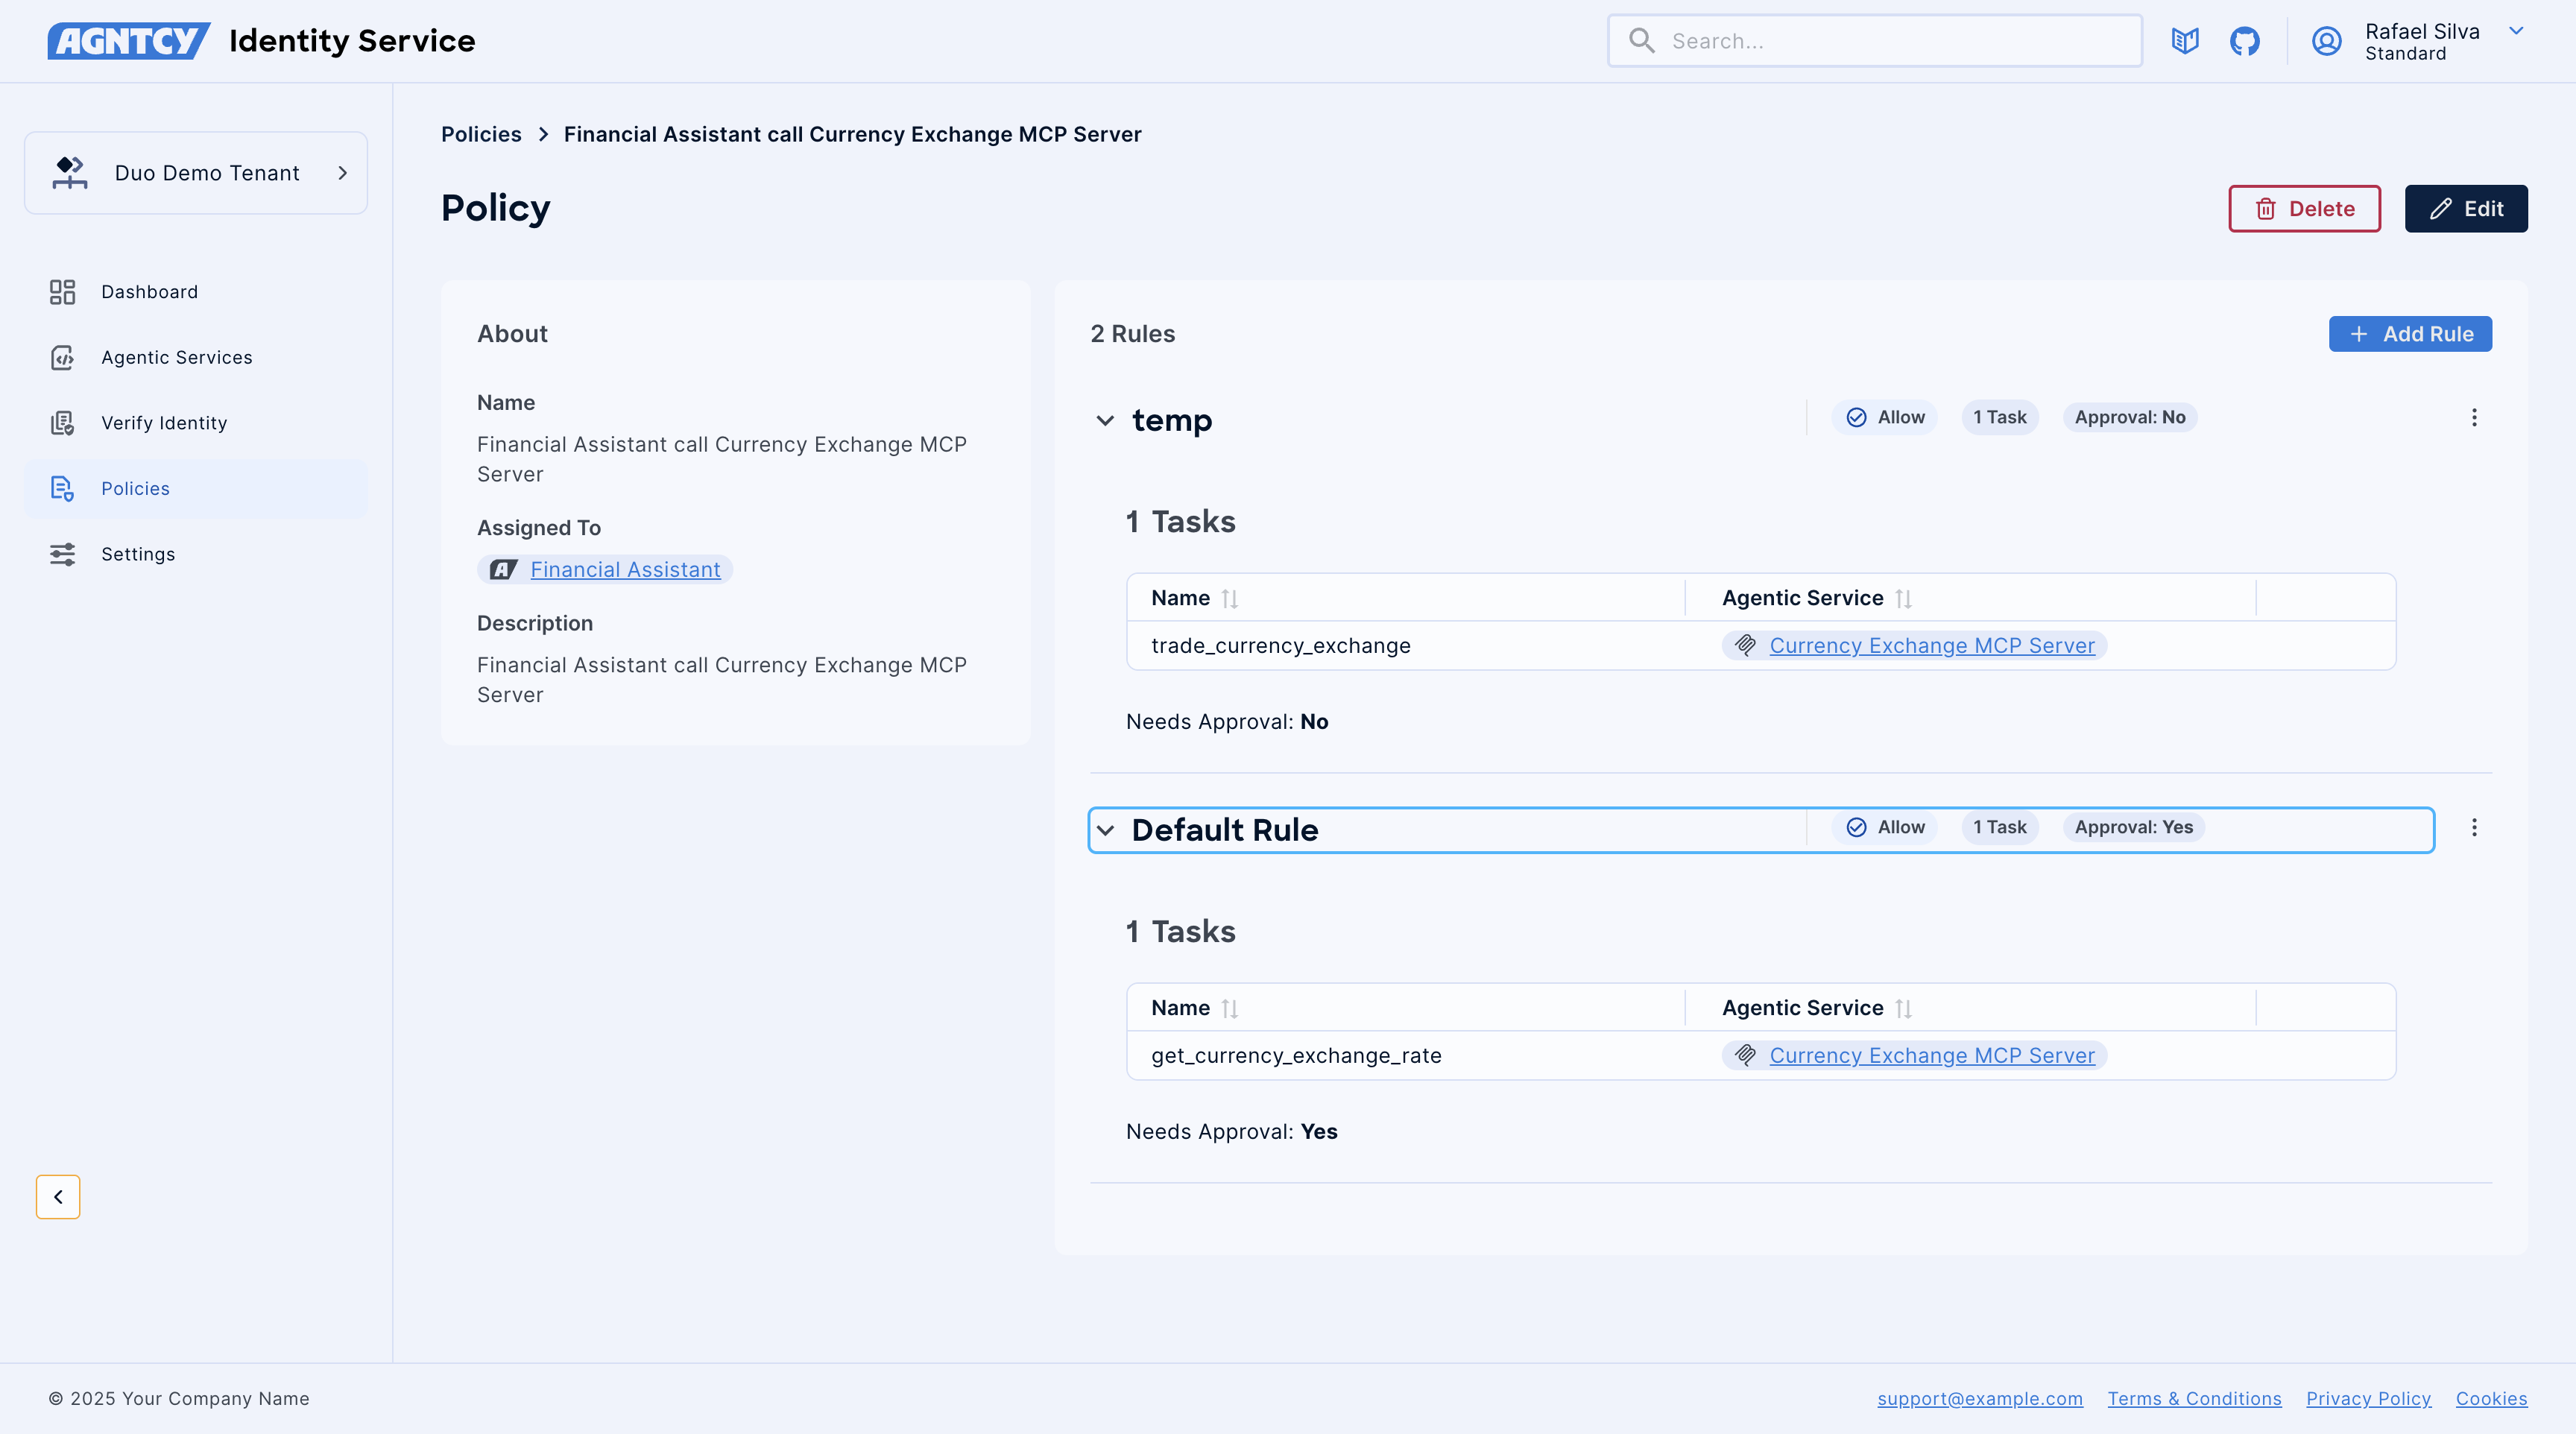 AGNTCY Identity Service
Search...
Rafael Silva
Standard
Duo Demo Tenant
Dashboard
Agentic Services
Verify Identity
Policies
Settings
Policies > Financial Assistant call Currency Exchange MCP Server
Policy
Delete
Edit
About
Name
Financial Assistant call Currency Exchange MCP
Server
Assigned To
Financial Assistant
Description
Financial Assistant call Currency Exchange MCP
Server
2 Rules
+ Add Rule
temp
Allow
1 Task
Approval: No
1 Tasks
Name
Agentic Service
trade_currency_exchange
Currency Exchange MCP Server
Needs Approval: No
Default Rule
Allow
1 Task
Approval: Yes
1 Tasks
Name
Agentic Service
get_currency_exchange_rate
Currency Exchange MCP Server
Needs Approval: Yes
© 2025 Your Company Name
support@example.com
Terms & Conditions
Privacy Policy
Cookies